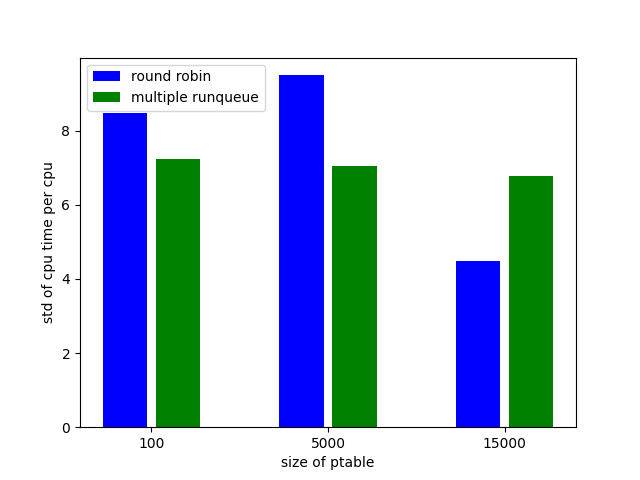 round robin
multiple runqueue
std of cpu time per cpu
8
6
4
2
0
100
5000
15000
size of ptable